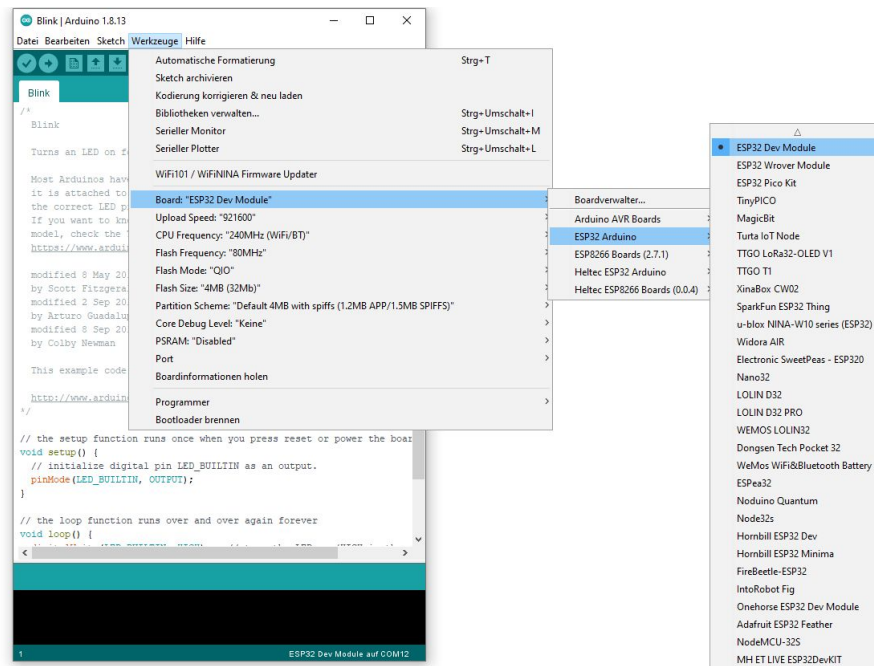 Blink | Arduino 1.8.13
Datei Bearbeiten Sketch Werkzeuge Hilfe
Blink
/*
Blink
Turns an LED on f
Most Arduinos hav
it is attached to
the correct LED p
If you want to kn
model, check the
https://www.ardui
modified 8 May 20
by Scott Fitzgera
modified 2 Sep 20
by Arturo Guadalu
modified 8 Sep 20
by Colby Newman
This example code
http://www.arduin
*/
// the setup function runs once when you press reset or power the boar
void setup() {
// initialize digital pin LED_BUILTIN as an output.
pinMode(LED_BUILTIN, OUTPUT);
}
// the loop function runs over and over again forever
void loop() {
1
ESP32 Dev Module auf COM12
Automatische Formatierung Strg+T
Sketch archivieren
Kodierung korrigieren & neu laden
Bibliotheken verwalten... Strg+Umschalt+I
Serieller Monitor Strg+Umschalt+M
Serieller Plotter Strg+Umschalt+L
WiFi101 / WiFiNINA Firmware Updater
Board: "ESP32 Dev Module"
Upload Speed: "921600"
CPU Frequency: "240MHz (WiFi/BT)"
Flash Frequency: "80MHz"
Flash Mode: "QIO"
Flash Size: "4MB (32Mb)"
Partition Scheme: "Default 4MB with spiffs (1.2MB APP/1.5MB SPIFFS)"
Core Debug Level: "Keine"
PSRAM: "Disabled"
Port
Boardinformationen holen
Programmer
Bootloader brennen
Boardverwalter...
Arduino AVR Boards
ESP32 Arduino
ESP8266 Boards (2.7.1)
Heltec ESP32 Arduino
Heltec ESP8266 Boards (0.0.4)
ESP32 Dev Module
ESP32 Wrover Module
ESP32 Pico Kit
TinyPICO
MagicBit
Turta IoT Node
TTGO LoRa32-OLED V1
TTGO T1
XinaBox CW02
SparkFun ESP32 Thing
u-blox NINA-W10 series (ESP32)
Widora AIR
Electronic SweetPeas - ESP320
Nano32
LOLIN D32
LOLIN D32 PRO
WEMOS LOLIN32
Dongsen Tech Pocket 32
WeMos WiFi&Bluetooth Battery
ESPea32
Noduino Quantum
Node32s
Hornbill ESP32 Dev
Hornbill ESP32 Minima
FireBeetle-ESP32
IntoRobot Fig
Onehorse ESP32 Dev Module
Adafruit ESP32 Feather
NodeMCU-32S
MH ET LIVE ESP32DevKIT